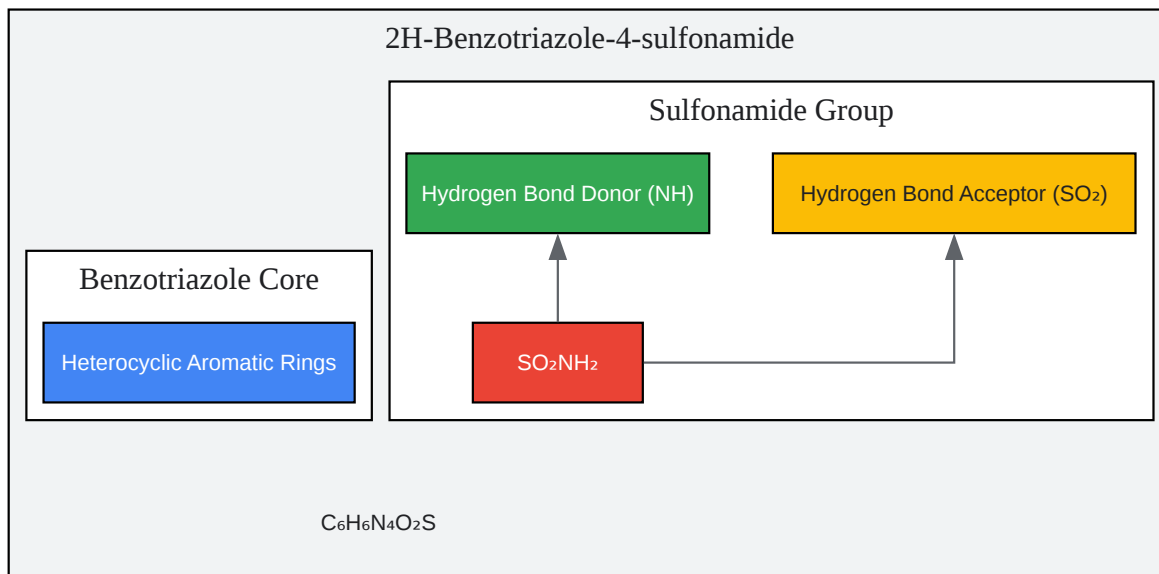 2H-Benzotriazole-4-sulfonamide
Sulfonamide Group
Hydrogen Bond Donor (NH)
Hydrogen Bond Acceptor (SO₂)
Benzotriazole Core
Heterocyclic Aromatic Rings
SO₂NH₂
C₆H₆N₄O₂S